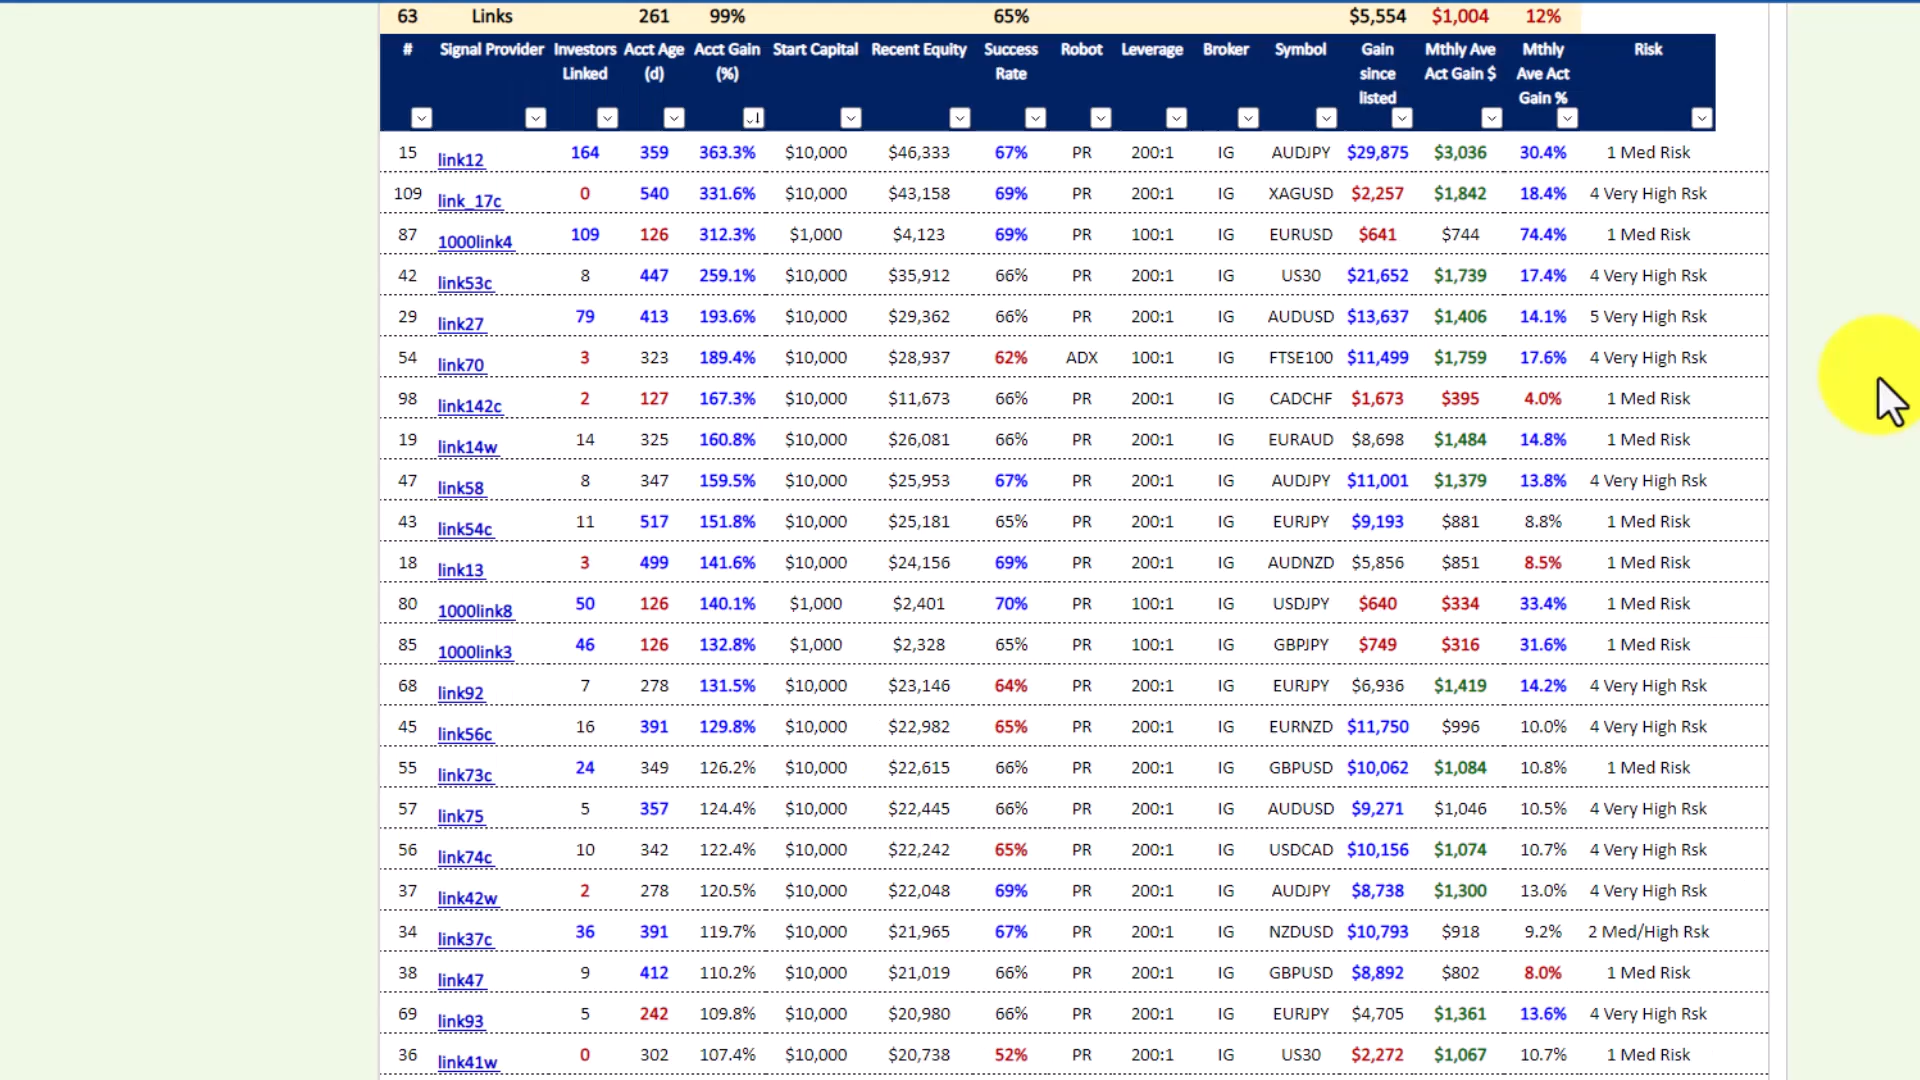 63 Links 261 99% 65% $5,554 $1,004 12%
# Signal Provider Investors Linked Acct Age (d) Acct Gain (%) Start Capital Recent Equity Success Rate Robot Leverage Broker Symbol Gain since listed Mthly Ave Act Gain $ Mthly Ave Act Gain % Risk
15 link12 164 359 363.3% $10,000 $46,333 67% PR 200:1 IG AUDJPY $29,875 $3,036 30.4% 1 Med Risk
109 link_17c 0 540 331.6% $10,000 $43,158 69% PR 200:1 IG XAGUSD $2,257 $1,842 18.4% 4 Very High Rsk
87 1000link4 109 126 312.3% $1,000 $4,123 69% PR 100:1 IG EURUSD $641 $744 74.4% 1 Med Risk
42 link53c 8 447 259.1% $10,000 $35,912 66% PR 200:1 IG US30 $21,652 $1,739 17.4% 4 Very High Rsk
29 link27 79 413 193.6% $10,000 $29,362 66% PR 200:1 IG AUDUSD $13,637 $1,406 14.1% 5 Very High Rsk
54 link70 3 323 189.4% $10,000 $28,937 62% ADX 100:1 IG FTSE100 $11,499 $1,759 17.6% 4 Very High Rsk
98 link142c 2 127 167.3% $10,000 $11,673 66% PR 200:1 IG CADCHF $1,673 $395 4.0% 1 Med Risk
19 link14w 14 325 160.8% $10,000 $26,081 66% PR 200:1 IG EURAUD $8,698 $1,484 14.8% 1 Med Risk
47 link58 8 347 159.5% $10,000 $25,953 67% PR 200:1 IG AUDJPY $11,001 $1,379 13.8% 4 Very High Rsk
43 link54c 11 517 151.8% $10,000 $25,181 65% PR 200:1 IG EURJPY $9,193 $881 8.8% 1 Med Risk
18 link13 3 499 141.6% $10,000 $24,156 69% PR 200:1 IG AUDNZD $5,856 $851 8.5% 1 Med Risk
80 1000link8 50 126 140.1% $1,000 $2,401 70% PR 100:1 IG USDJPY $640 $334 33.4% 1 Med Risk
85 1000link3 46 126 132.8% $1,000 $2,328 65% PR 100:1 IG GBPJPY $749 $316 31.6% 1 Med Risk
68 link92 7 278 131.5% $10,000 $23,146 64% PR 200:1 IG EURJPY $6,936 $1,419 14.2% 4 Very High Rsk
45 link56c 16 391 129.8% $10,000 $22,982 65% PR 200:1 IG EURNZD $11,750 $996 10.0% 4 Very High Rsk
55 link73c 24 349 126.2% $10,000 $22,615 66% PR 200:1 IG GBPUSD $10,062 $1,084 10.8% 1 Med Risk
57 link75 5 357 124.4% $10,000 $22,445 66% PR 200:1 IG AUDUSD $9,271 $1,046 10.5% 4 Very High Rsk
56 link74c 10 342 122.4% $10,000 $22,242 65% PR 200:1 IG USDCAD $10,156 $1,074 10.7% 4 Very High Rsk
37 link42w 2 278 120.5% $10,000 $22,048 69% PR 200:1 IG AUDJPY $8,738 $1,300 13.0% 4 Very High Rsk
34 link37c 36 391 119.7% $10,000 $21,965 67% PR 200:1 IG NZDUSD $10,793 $918 9.2% 2 Med/High Rsk
38 link47 9 412 110.2% $10,000 $21,019 66% PR 200:1 IG GBPUSD $8,892 $802 8.0% 1 Med Risk
69 link93 5 242 109.8% $10,000 $20,980 66% PR 200:1 IG EURJPY $4,705 $1,361 13.6% 4 Very High Rsk
36 link41w 0 302 107.4% $10,000 $20,738 52% PR 200:1 IG US30 $2,272 $1,067 10.7% 1 Med Risk